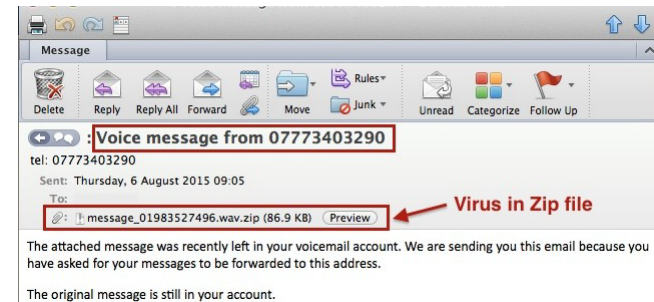 Message
Delete Reply Reply All Forward Move Rules Junk Unread Categorize Follow Up
: Voice message from 07773403290
tel: 07773403290
Sent: Thursday, 6 August 2015 09:05
To:
: message_01983527496.wav.zip (86.9 KB) Preview
Virus in Zip file
The attached message was recently left in your voicemail account. We are sending you this email because you
have asked for your messages to be forwarded to this address.
The original message is still in your account.